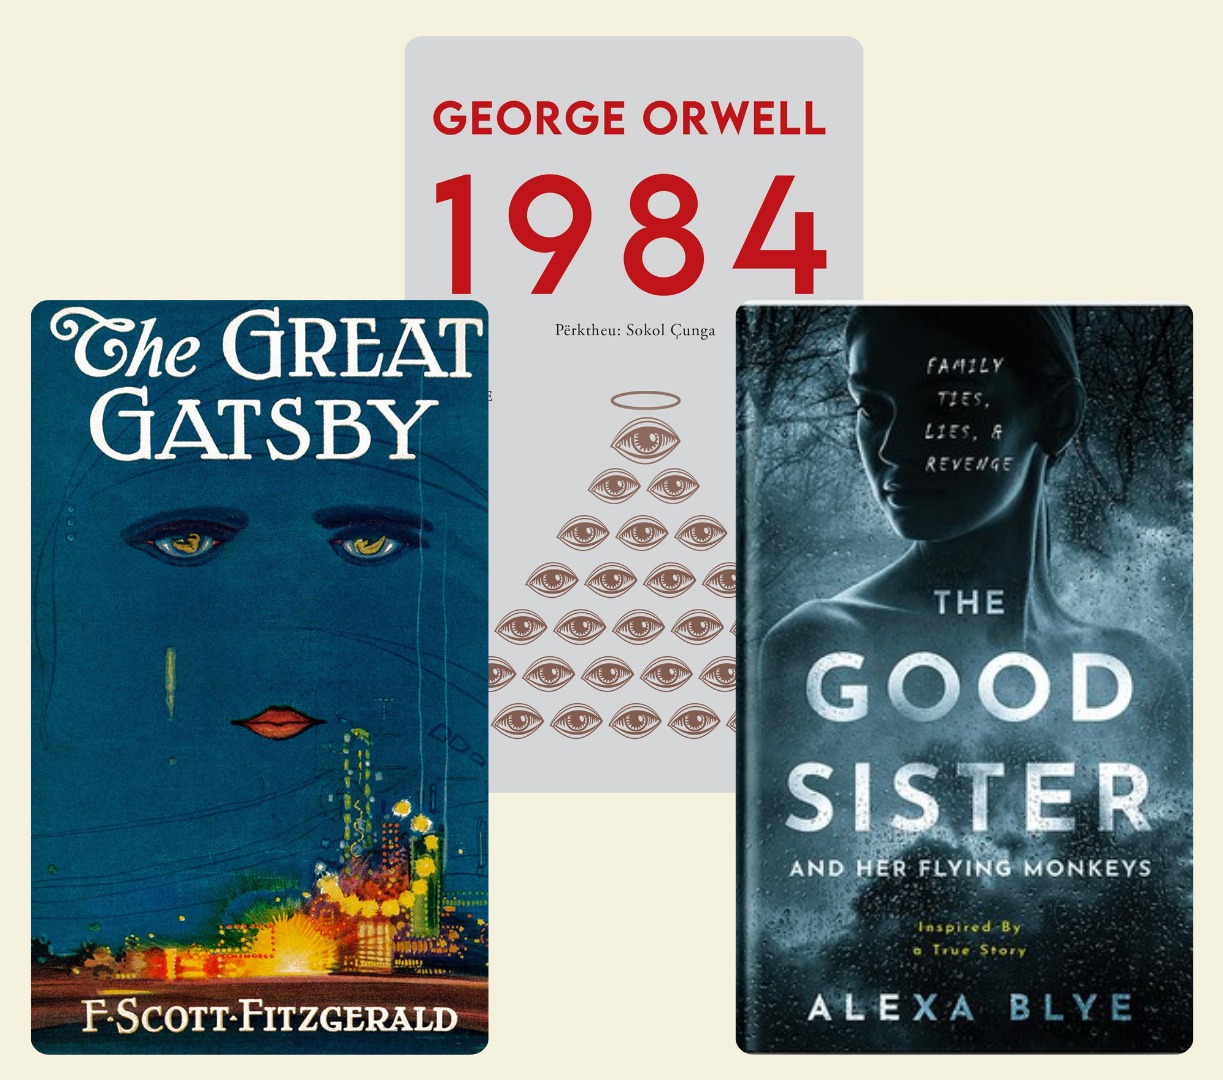 GEORGE ORWELL
1984
Përktheu: Sokol Çunga
The GREAT
GATSBY
F·SCOTT·FITZGERALD
FAMILY
TIES,
LIES, &
REVENGE
THE
GOOD
SISTER
AND HER FLYING MONKEYS
Inspired By
a True Story
ALEXA BLYE